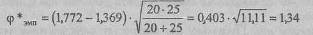 φ*эмп = (1,772 – 1,369) · √(20 · 25 / 20 + 25) = 0,403 · √11,11 = 1,34